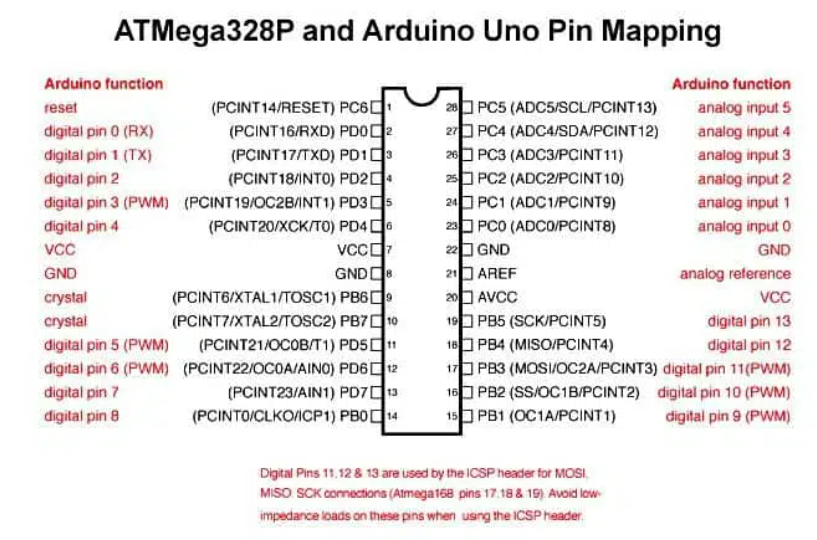 ATMega328P and Arduino Uno Pin Mapping
Arduino function Arduino function
reset (PCINT14/RESET) PC6 1 28 PC5 (ADC5/SCL/PCINT13) analog input 5
digital pin 0 (RX) (PCINT16/RXD) PD0 2 27 PC4 (ADC4/SDA/PCINT12) analog input 4
digital pin 1 (TX) (PCINT17/TXD) PD1 3 26 PC3 (ADC3/PCINT11) analog input 3
digital pin 2 (PCINT18/INT0) PD2 4 25 PC2 (ADC2/PCINT10) analog input 2
digital pin 3 (PWM) (PCINT19/OC2B/INT1) PD3 5 24 PC1 (ADC1/PCINT9) analog input 1
digital pin 4 (PCINT20/XCK/T0) PD4 6 23 PC0 (ADC0/PCINT8) analog input 0
VCC VCC 7 22 GND GND
GND GND 8 21 AREF analog reference
crystal (PCINT6/XTAL1/TOSC1) PB6 9 20 AVCC VCC
crystal (PCINT7/XTAL2/TOSC2) PB7 10 19 PB5 (SCK/PCINT5) digital pin 13
digital pin 5 (PWM) (PCINT21/OC0B/T1) PD5 11 18 PB4 (MISO/PCINT4) digital pin 12
digital pin 6 (PWM) (PCINT22/OC0A/AIN0) PD6 12 17 PB3 (MOSI/OC2A/PCINT3) digital pin 11(PWM)
digital pin 7 (PCINT23/AIN1) PD7 13 16 PB2 (SS/OC1B/PCINT2) digital pin 10 (PWM)
digital pin 8 (PCINT0/CLKO/ICP1) PB0 14 15 PB1 (OC1A/PCINT1) digital pin 9 (PWM)
Digital Pins 11,12 & 13 are used by the ICSP header for MOSI,
MISO, SCK connections (Atmega168 pins 17,18 & 19). Avoid low-
impedance loads on these pins when using the ICSP header.